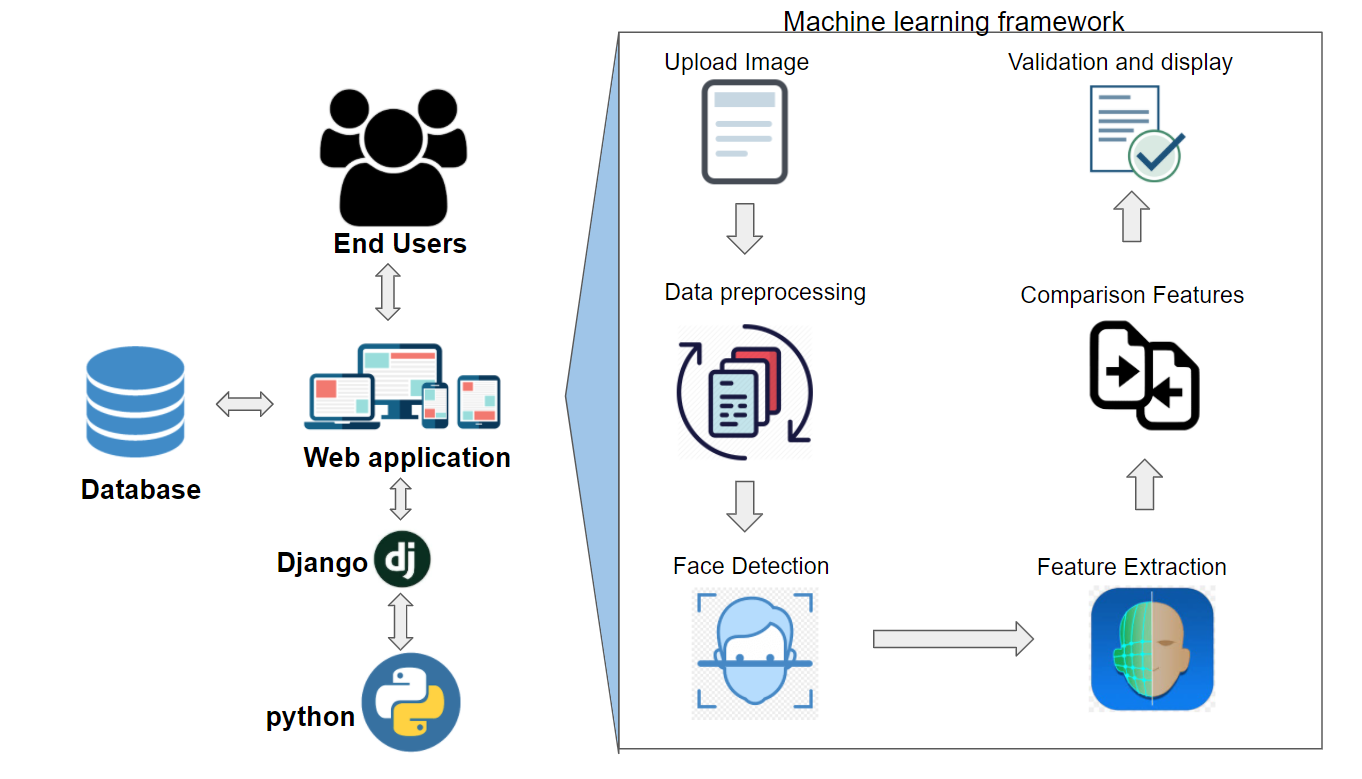 Machine learning framework
Upload Image
Validation and display
End Users
Data preprocessing
Comparison Features
Web application
Database
Django
dj
Face Detection
Feature Extraction
python